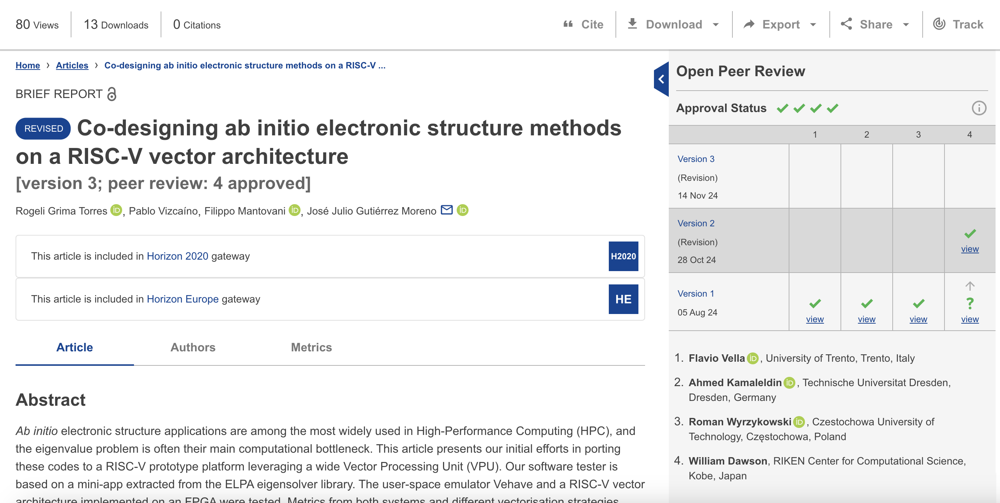 80 Views
13 Downloads
0 Citations
Cite
Download
Export
Share
Track
Home › Articles › Co-designing ab initio electronic structure methods on a RISC-V ...
BRIEF REPORT
REVISED Co-designing ab initio electronic structure methods
on a RISC-V vector architecture
[version 3; peer review: 4 approved]
Rogeli Grima Torres iD, Pablo Vizcaíno, Filippo Mantovani iD, José Julio Gutiérrez Moreno iD
This article is included in Horizon 2020 gateway
H2020
This article is included in Horizon Europe gateway
HE
Article
Authors
Metrics
Abstract
Ab initio electronic structure applications are among the most widely used in High-Performance Computing (HPC), and
the eigenvalue problem is often their main computational bottleneck. This article presents our initial efforts in porting
these codes to a RISC-V prototype platform leveraging a wide Vector Processing Unit (VPU). Our software tester is
based on a mini-app extracted from the ELPA eigensolver library. The user-space emulator Vehave and a RISC-V vector
architecture implemented on an FPGA were tested. Metrics from both systems and different vectorisation strategies
Open Peer Review
Approval Status
1 2 3 4
Version 3
(Revision)
14 Nov 24
Version 2
(Revision)
28 Oct 24
view
Version 1
05 Aug 24
?
view view view view
1. Flavio Vella iD, University of Trento, Trento, Italy
2. Ahmed Kamaleldin iD, Technische Universitat Dresden,
Dresden, Germany
3. Roman Wyrzykowski iD, Czestochowa University of
Technology, Częstochowa, Poland
4. William Dawson, RIKEN Center for Computational Science,
Kobe, Japan